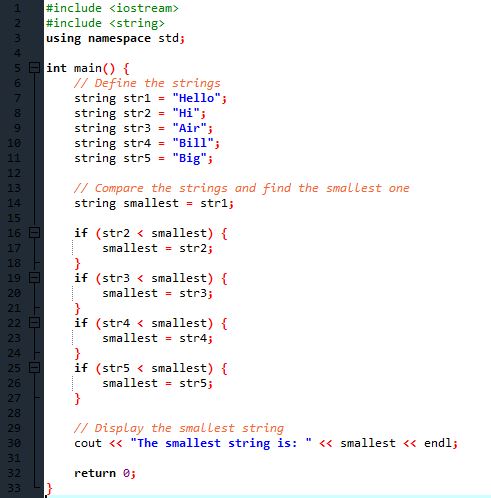 1 #include <iostream>
2 #include <string>
3 using namespace std;
4
5 int main() {
6 // Define the strings
7 string str1 = "Hello";
8 string str2 = "Hi";
9 string str3 = "Air";
10 string str4 = "Bill";
11 string str5 = "Big";
12
13 // Compare the strings and find the smallest one
14 string smallest = str1;
15
16 if (str2 < smallest) {
17 smallest = str2;
18 }
19 if (str3 < smallest) {
20 smallest = str3;
21 }
22 if (str4 < smallest) {
23 smallest = str4;
24 }
25 if (str5 < smallest) {
26 smallest = str5;
27 }
28
29 // Display the smallest string
30 cout << "The smallest string is: " << smallest << endl;
31
32 return 0;
33 }